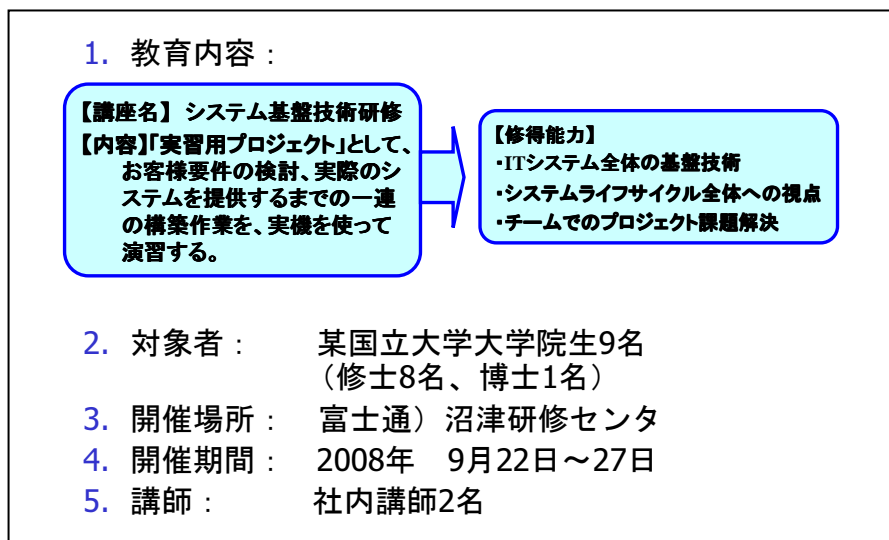 1. 教育内容：
【講座名】 システム基盤技術研修
【内容】「実習用プロジェクト」として、
お客様要件の検討、実際のシ
ステムを提供するまでの一連
の構築作業を、実機を使って
演習する。
【修得能力】
・ITシステム全体の基盤技術
・システムライフサイクル全体への視点
・チームでのプロジェクト課題解決
2. 対象者： 某国立大学大学院生9名
（修士8名、博士1名）
3. 開催場所： 富士通）沼津研修センタ
4. 開催期間： 2008年 9月22日～27日
5. 講師： 社内講師2名